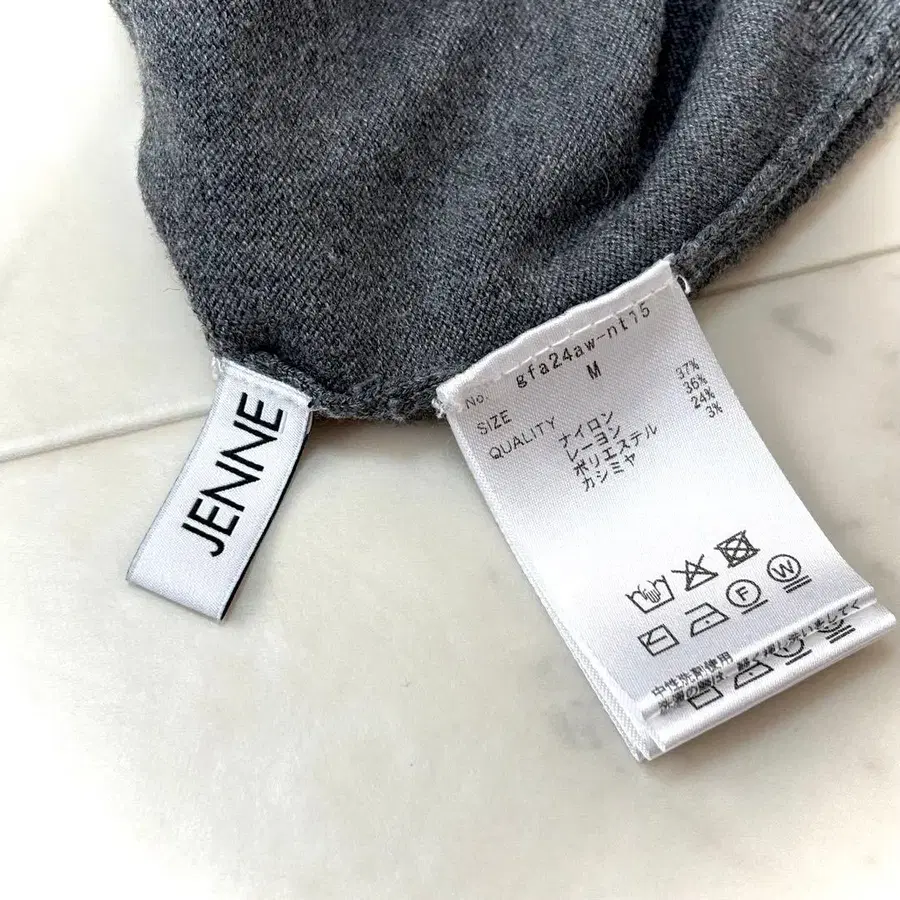 JENNE
No. gfa24aw-nt15
SIZE M
QUALITY
ナイロン 37%
レーヨン 36%
ポリエステル 24%
カシミヤ 3%
F W
中性洗剤使用